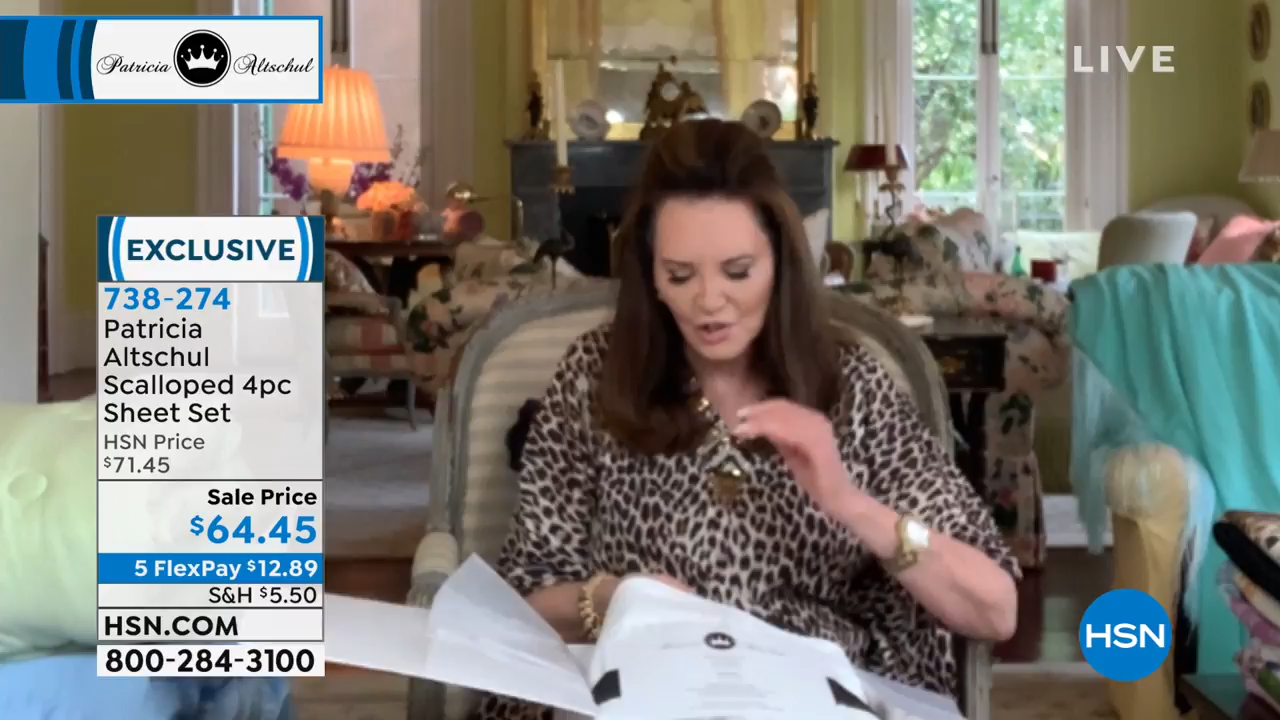 Patricia Altschul
LIVE
EXCLUSIVE
738-274
Patricia
Altschul
Scalloped 4pc
Sheet Set
HSN Price
$71.45
Sale Price
$64.45
5 FlexPay $12.89
S&H $5.50
HSN.COM
800-284-3100
HSN